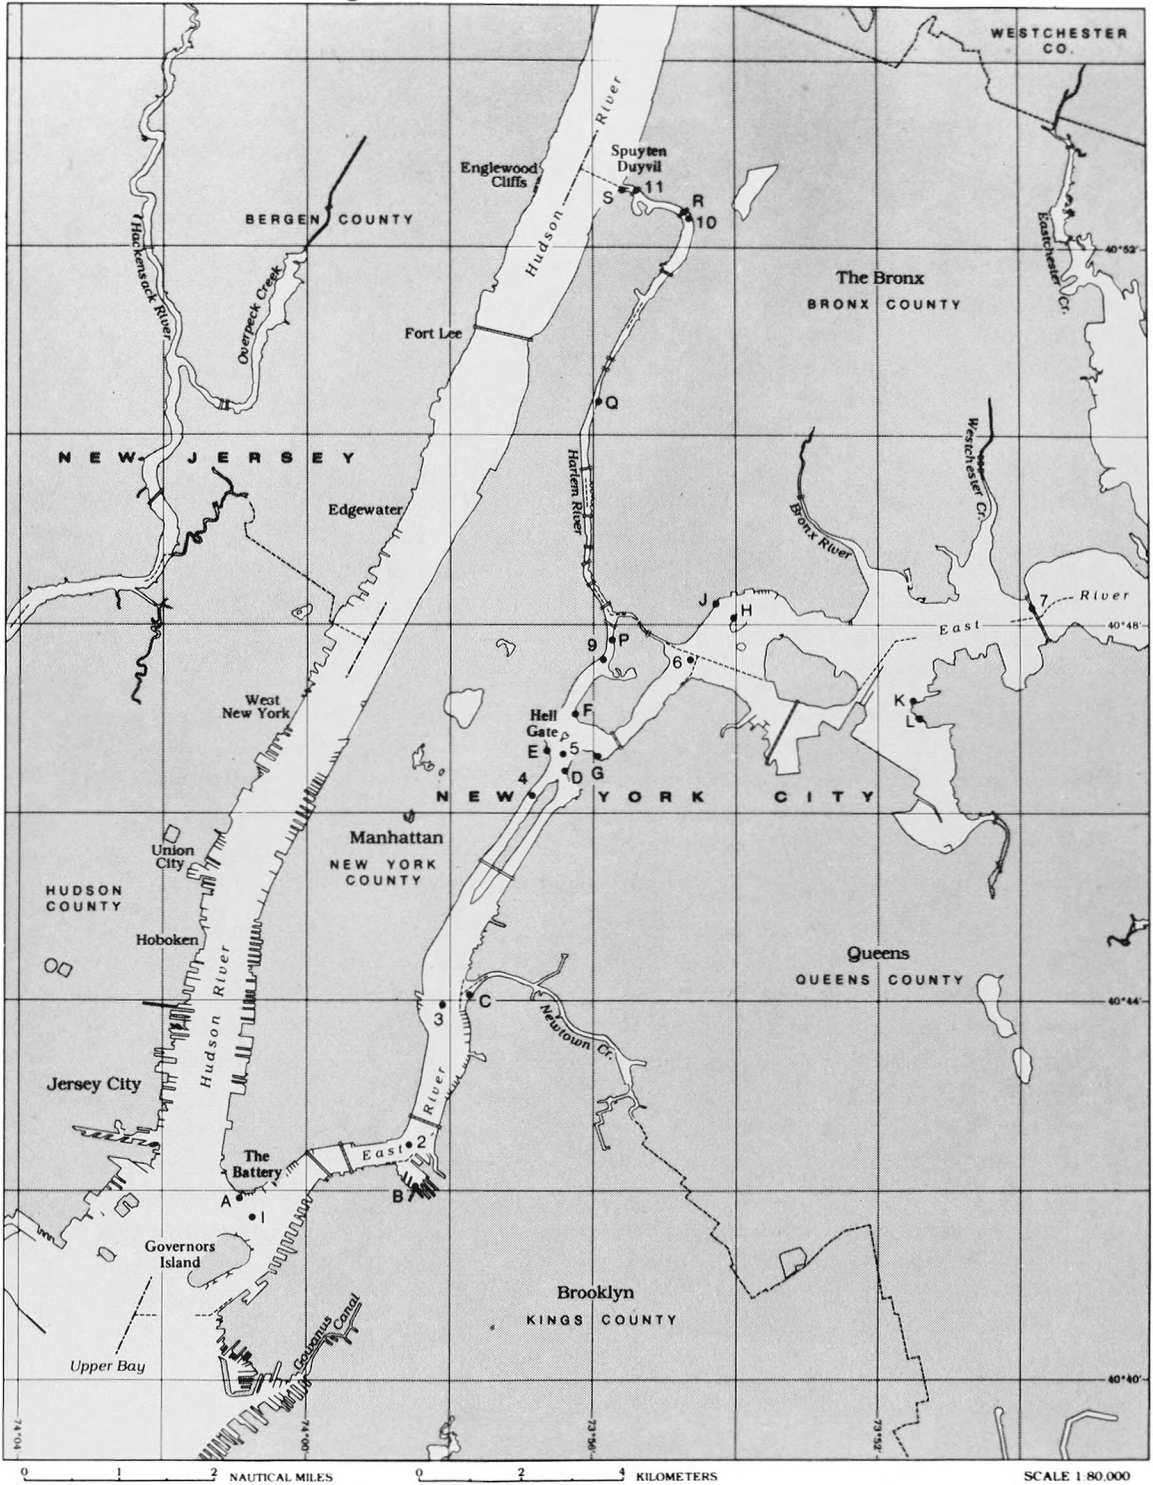 WESTCHESTER
CO.
Hudson River
Spuyten
Duyvil
Englewood
Cliffs
S
11
R
10
BERGEN COUNTY
Hackensack River
Overpeck Creek
Eastchester Cr.
40°52'
The Bronx
BRONX COUNTY
Fort Lee
Q
NEW JERSEY
Harlem River
Westchester Cr.
Edgewater
Bronx River
J
H
7
East River
40°48'
9
P
6
West
New York
K
L
Hell
Gate
F
E
5
D
G
4
NEW YORK CITY
Manhattan
NEW YORK
COUNTY
Union
City
HUDSON
COUNTY
Hoboken
Queens
QUEENS COUNTY
Hudson River
C
3
40°44'
Newtown Cr.
Jersey City
East River
2
The
Battery
A
B
1
Governors
Island
Brooklyn
KINGS COUNTY
Gowanus Canal
Upper Bay
40°40'
74°04'
74°00'
73°56'
73°52'
0 1 2 NAUTICAL MILES
0 2 4 KILOMETERS
SCALE 1:80,000